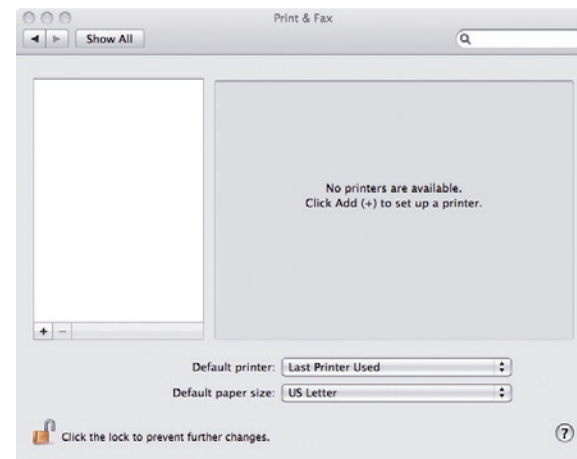 Print & Fax
Show All
No printers are available.
Click Add (+) to set up a printer.
+ −
Default printer: Last Printer Used
Default paper size: US Letter
Click the lock to prevent further changes.
?